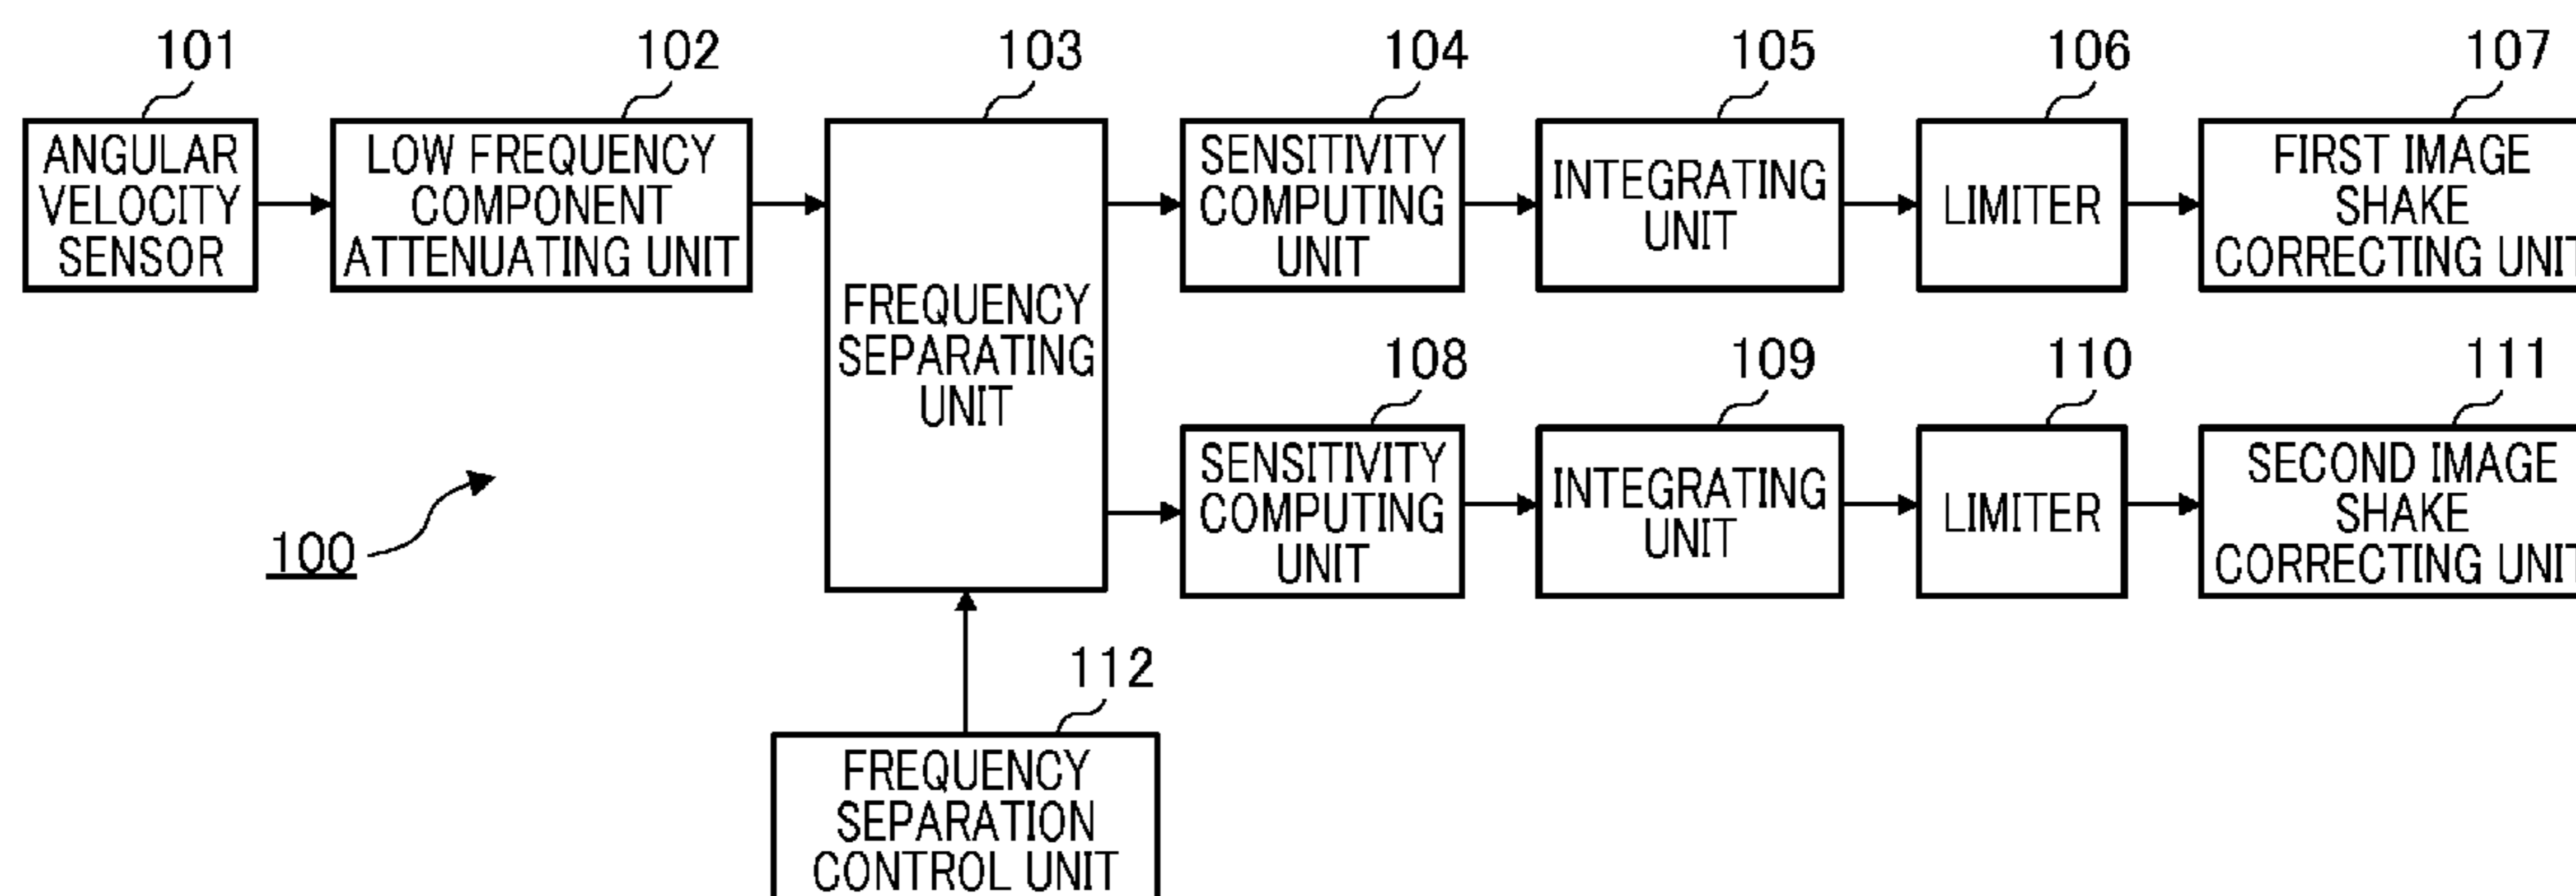 101
102
103
104
105
106
107
ANGULAR
VELOCITY
SENSOR
LOW FREQUENCY
COMPONENT
ATTENUATING UNIT
FREQUENCY
SEPARATING
UNIT
SENSITIVITY
COMPUTING
UNIT
INTEGRATING
UNIT
LIMITER
FIRST IMAGE
SHAKE
CORRECTING UNIT
108
109
110
111
SENSITIVITY
COMPUTING
UNIT
INTEGRATING
UNIT
LIMITER
SECOND IMAGE
SHAKE
CORRECTING UNIT
100
112
FREQUENCY
SEPARATION
CONTROL UNIT